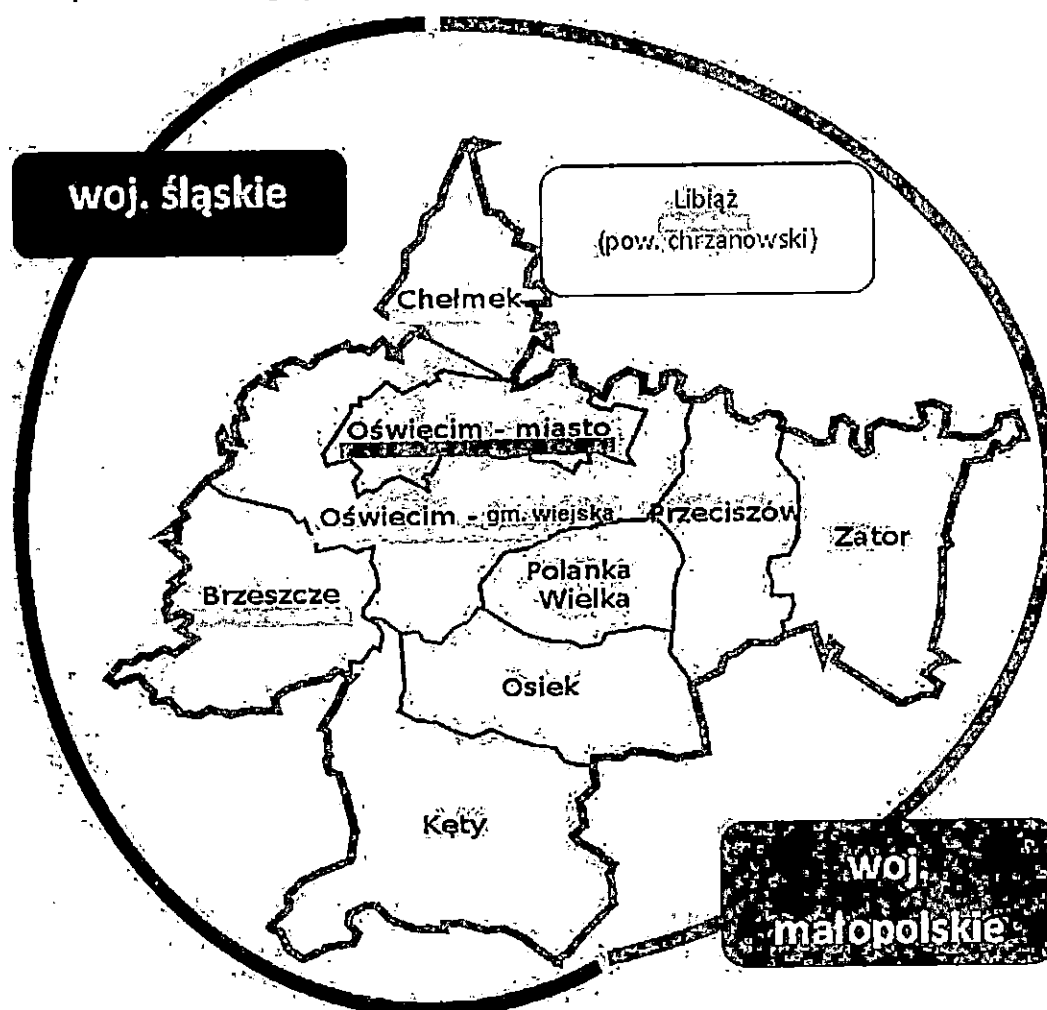 woj. śląskie
Libiąż
(pow. chrzanowski)
Chełmek
Oświęcim - miasto
Oświęcim - gm. wiejska
Przeciszów
Zator
Polanka
Wielka
Brzeszcze
Osiek
Kęty
woj.
małopolskie